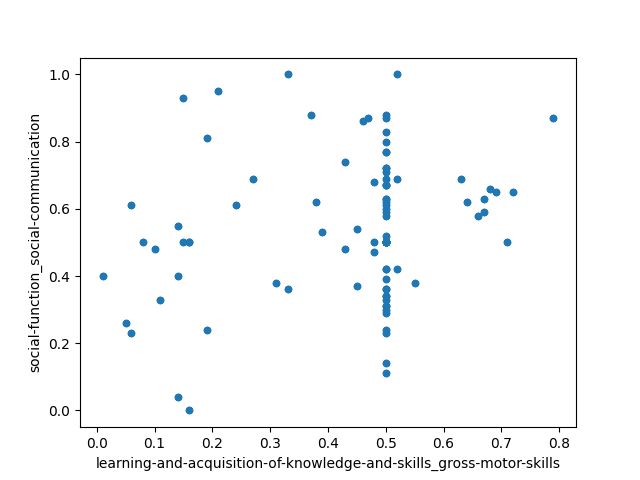 1.0
0.8
0.6
0.4
0.2
0.0
social-function_social-communication
0.0 0.1 0.2 0.3 0.4 0.5 0.6 0.7 0.8
learning-and-acquisition-of-knowledge-and-skills_gross-motor-skills